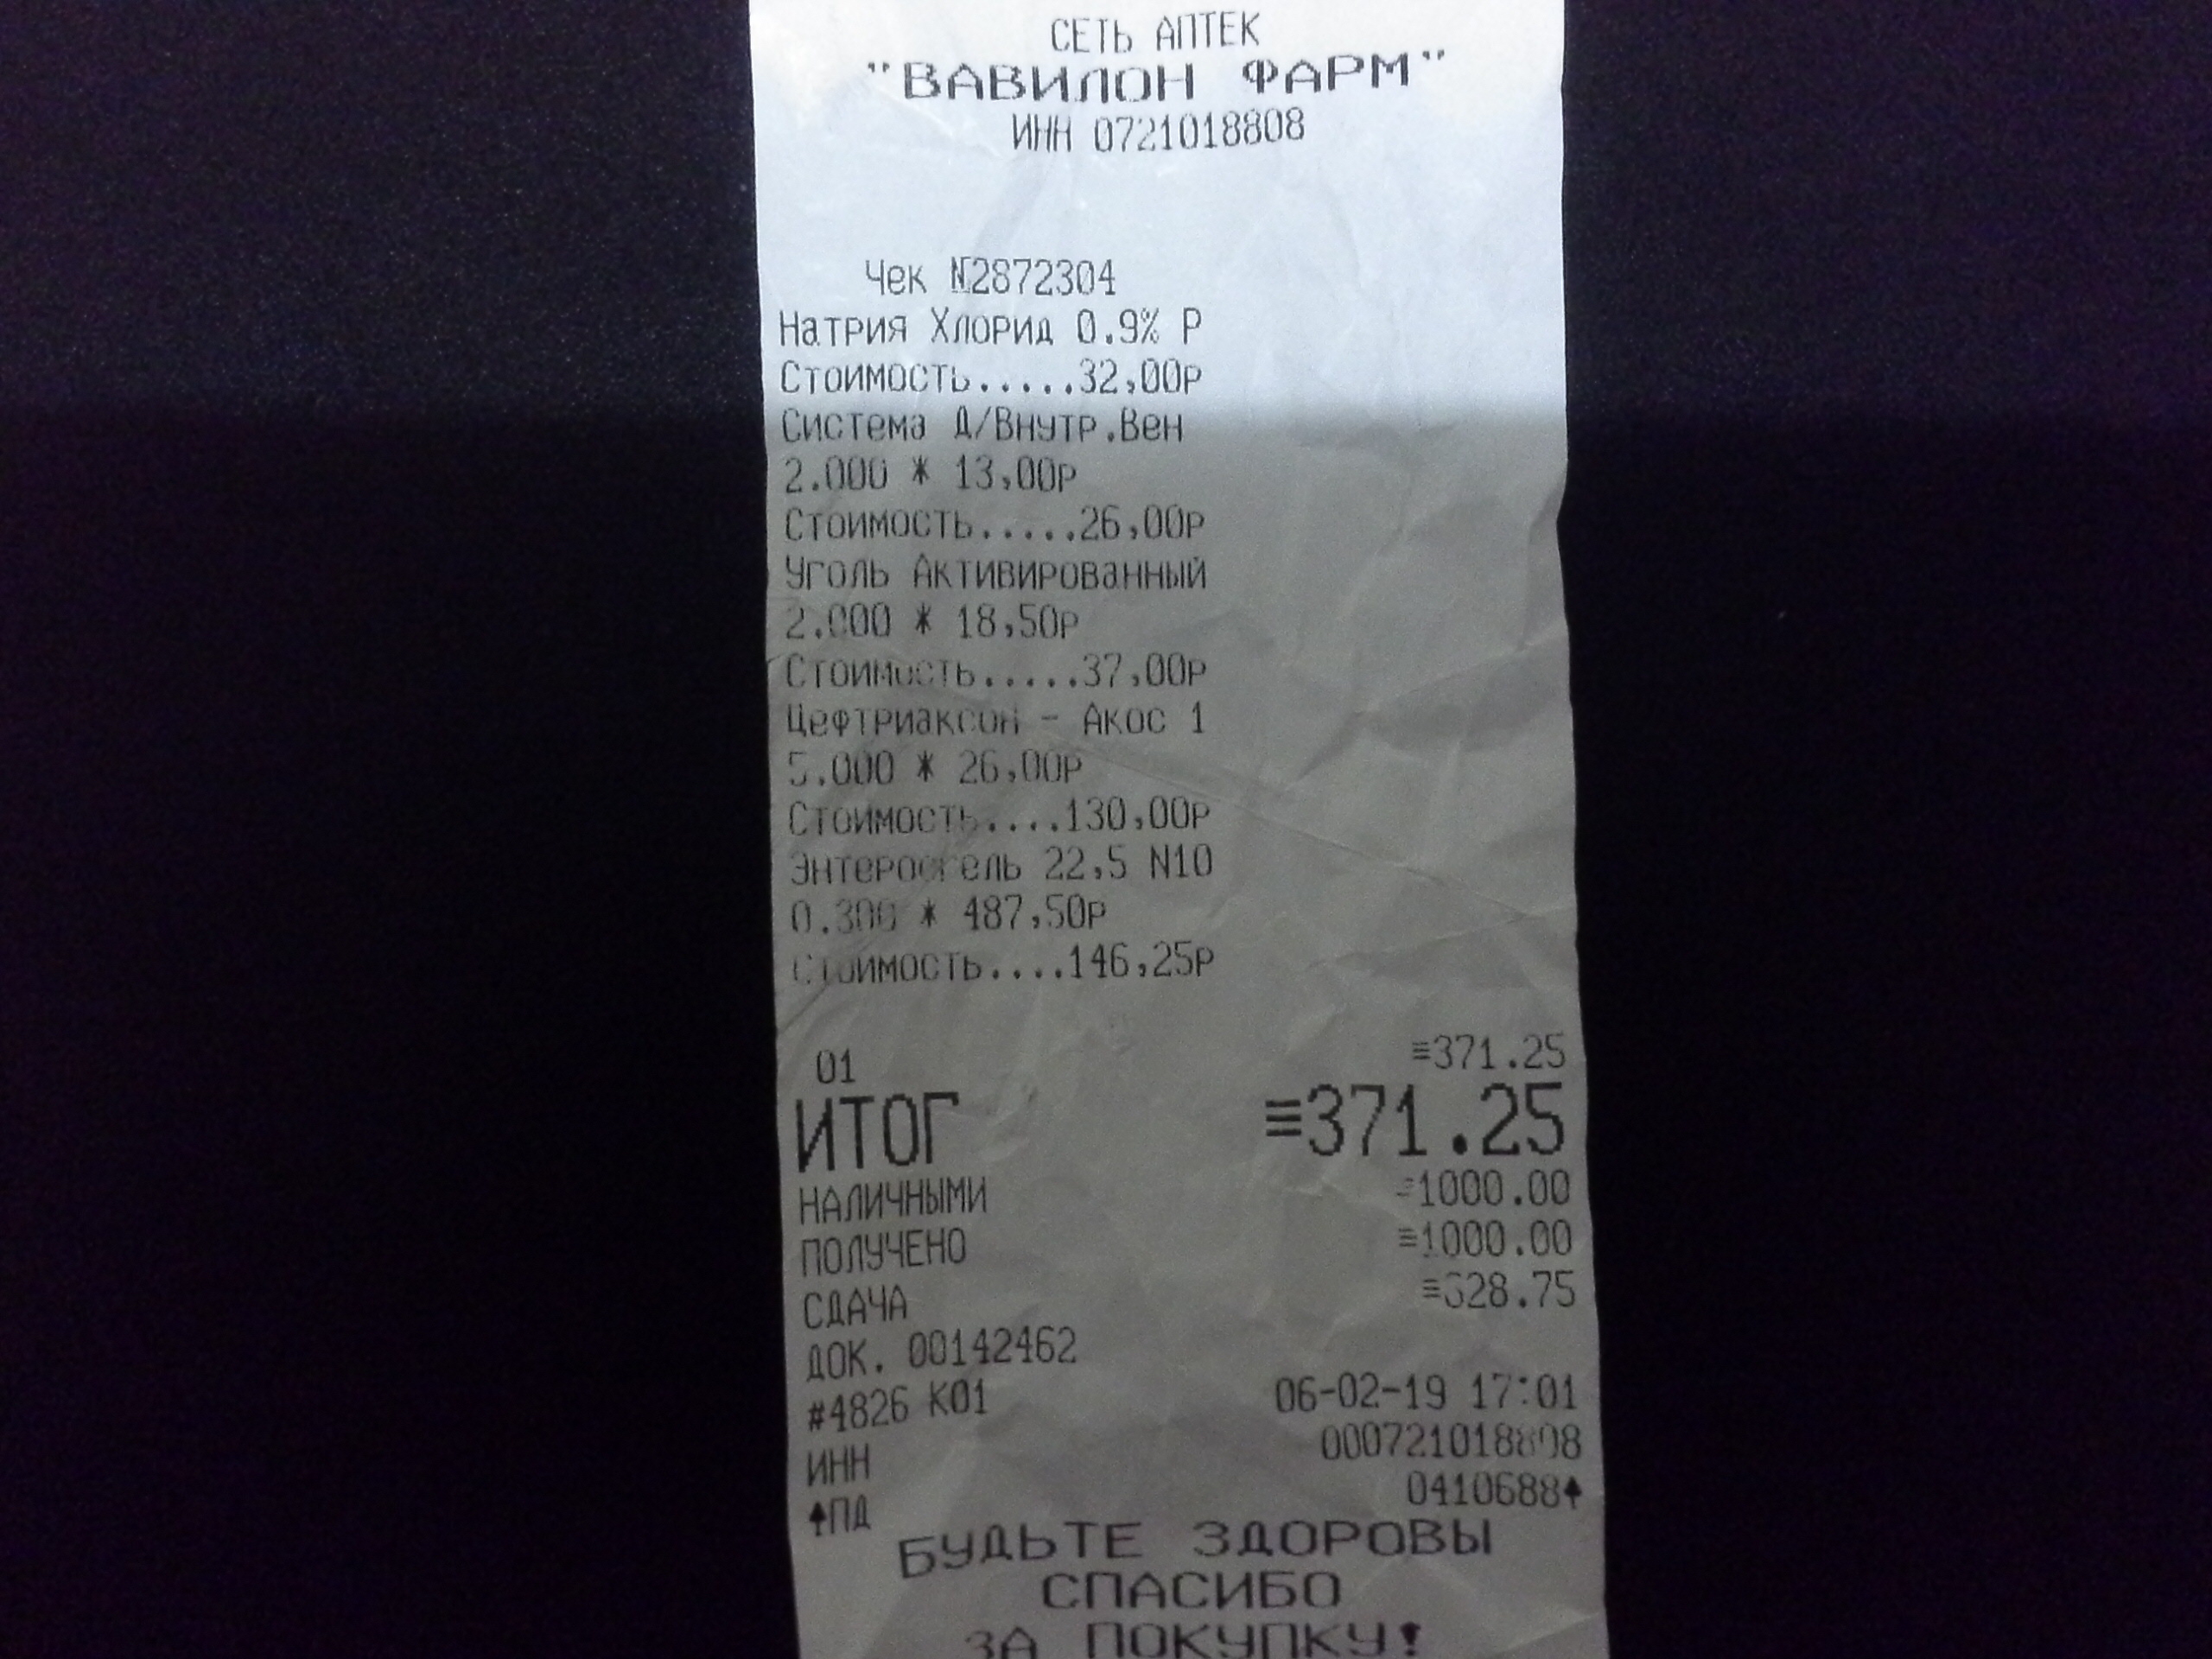 СЕТЬ АПТЕК
"ВАВИЛОН ФАРМ"
ИНН 0721018808
Чек N2872304
Натрия Хлорид 0.9% Р
Стоимость.....32,00р
Система Д/Внутр.Вен
2.000 * 13,00р
Стоимость.....26,00р
Уголь Активированный
2.000 * 18,50р
Стоимость.....37,00р
Цефтриаксон - Акос 1
5.000 * 26,00р
Стоимость....130,00р
Энтеросгель 22,5 N10
0.300 * 487,50р
Стоимость....146,25р
01 ≡371.25
ИТОГ ≡371.25
НАЛИЧНЫМИ ≡1000.00
ПОЛУЧЕНО ≡1000.00
СДАЧА ≡628.75
ДОК. 00142462
#4826 К01 06-02-19 17:01
ИНН 000721018808
ПД 0410688
БУДЬТЕ ЗДОРОВЫ
СПАСИБО
ЗА ПОКУПКУ!